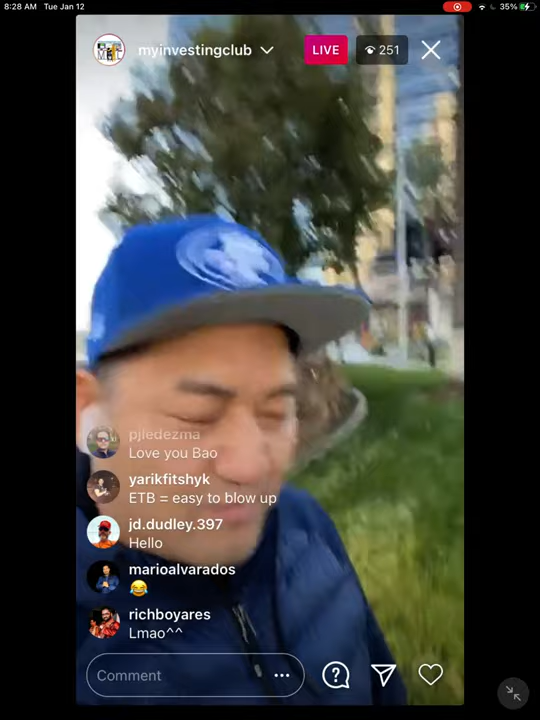 8:28 AM Tue Jan 12
35%
myinvestingclub
LIVE
251
pjledezma
Love you Bao
yarikfitshyk
ETB = easy to blow up
jd.dudley.397
Hello
marioalvarados
😂
richboyares
Lmao^^
Comment